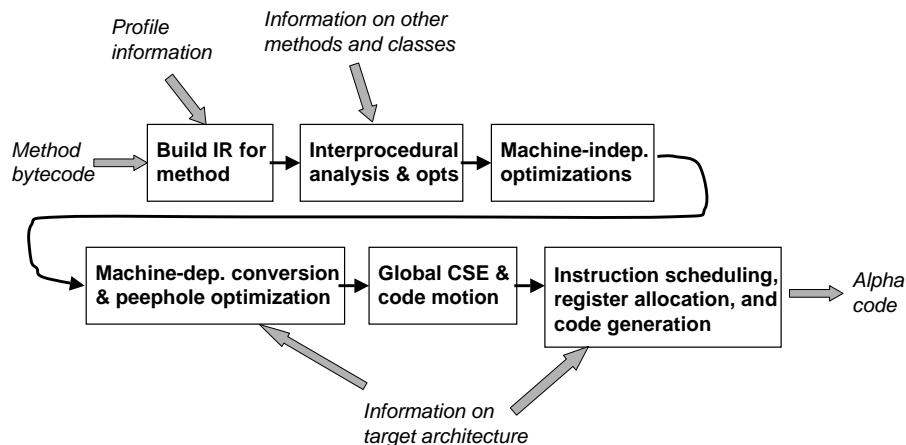 Profile
information
Information on other
methods and classes
Method
bytecode
Build IR for
method
Interprocedural
analysis & opts
Machine-indep.
optimizations
Machine-dep. conversion
& peephole optimization
Global CSE &
code motion
Instruction scheduling,
register allocation, and
code generation
Alpha
code
Information on
target architecture